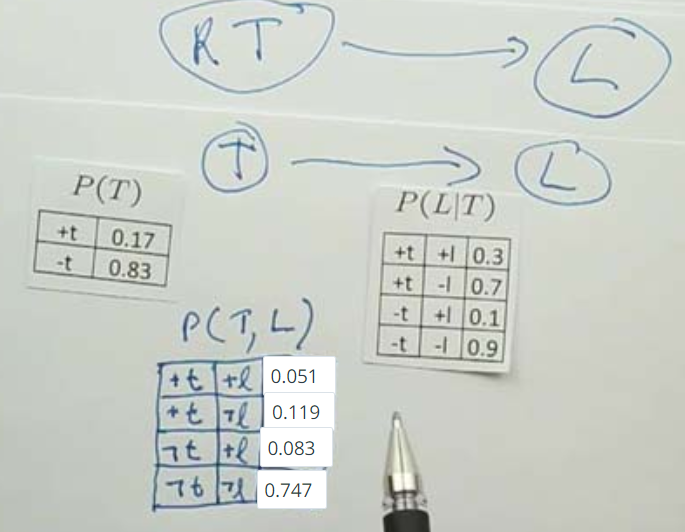 R T L
T L
P(T)
+t 0.17
-t 0.83
P(L|T)
+t +l 0.3
+t -l 0.7
-t +l 0.1
-t -l 0.9
P(T, L)
+t +l 0.051
+t ¬l 0.119
¬t +l 0.083
¬t ¬l 0.747